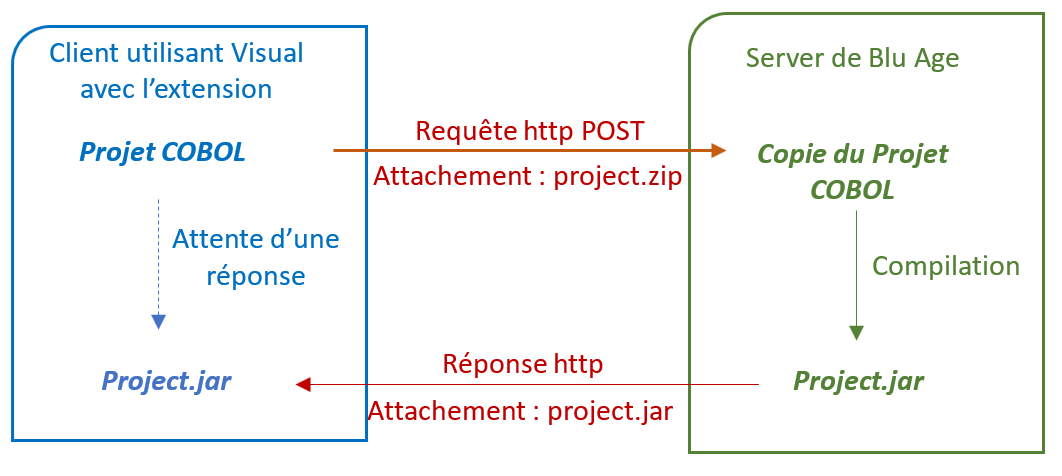 Client utilisant Visual
avec l'extension
Projet COBOL
Attente d'une
réponse
Project.jar
Requête http POST
Attachement : project.zip
Réponse http
Attachement : project.jar
Server de Blu Age
Copie du Projet
COBOL
Compilation
Project.jar